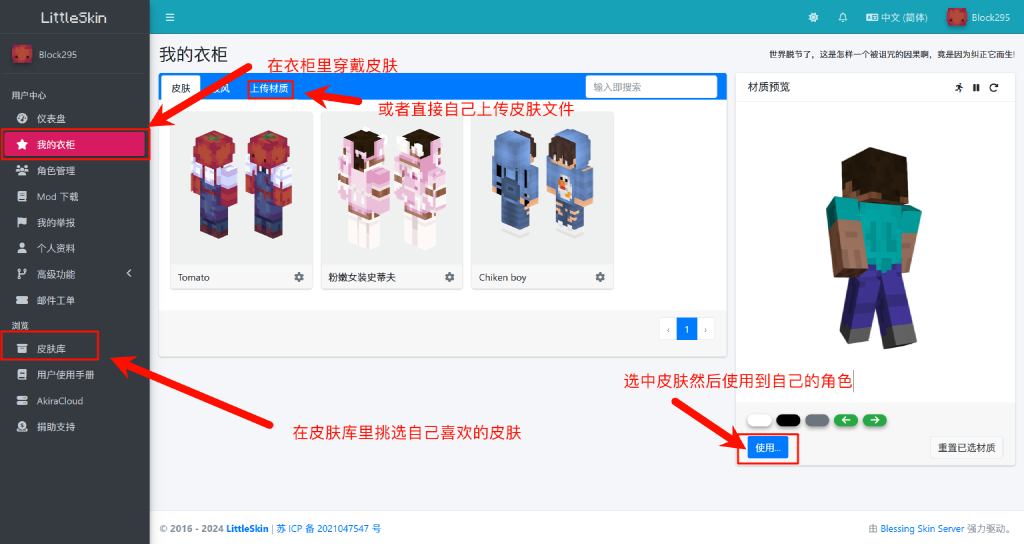 LittleSkin
中文 (简体)
Block295
Block295
用户中心
仪表盘
我的衣柜
角色管理
Mod 下载
我的举报
个人资料
高级功能
邮件工单
浏览
皮肤库
用户使用手册
AkiraCloud
捐助支持
我的衣柜
世界脱节了，这是怎样一个被诅咒的因果啊，竟是因为纠正它而生!
在衣柜里穿戴皮肤
皮肤
上传材质
输入即搜索
或者直接自己上传皮肤文件
Tomato
粉嫩女装史蒂夫
Chiken boy
‹ 1 ›
材质预览
选中皮肤然后使用到自己的角色
在皮肤库里挑选自己喜欢的皮肤
使用...
重置已选材质
© 2016 - 2024 LittleSkin | 苏 ICP 备 2021047547 号
由 Blessing Skin Server 强力驱动。